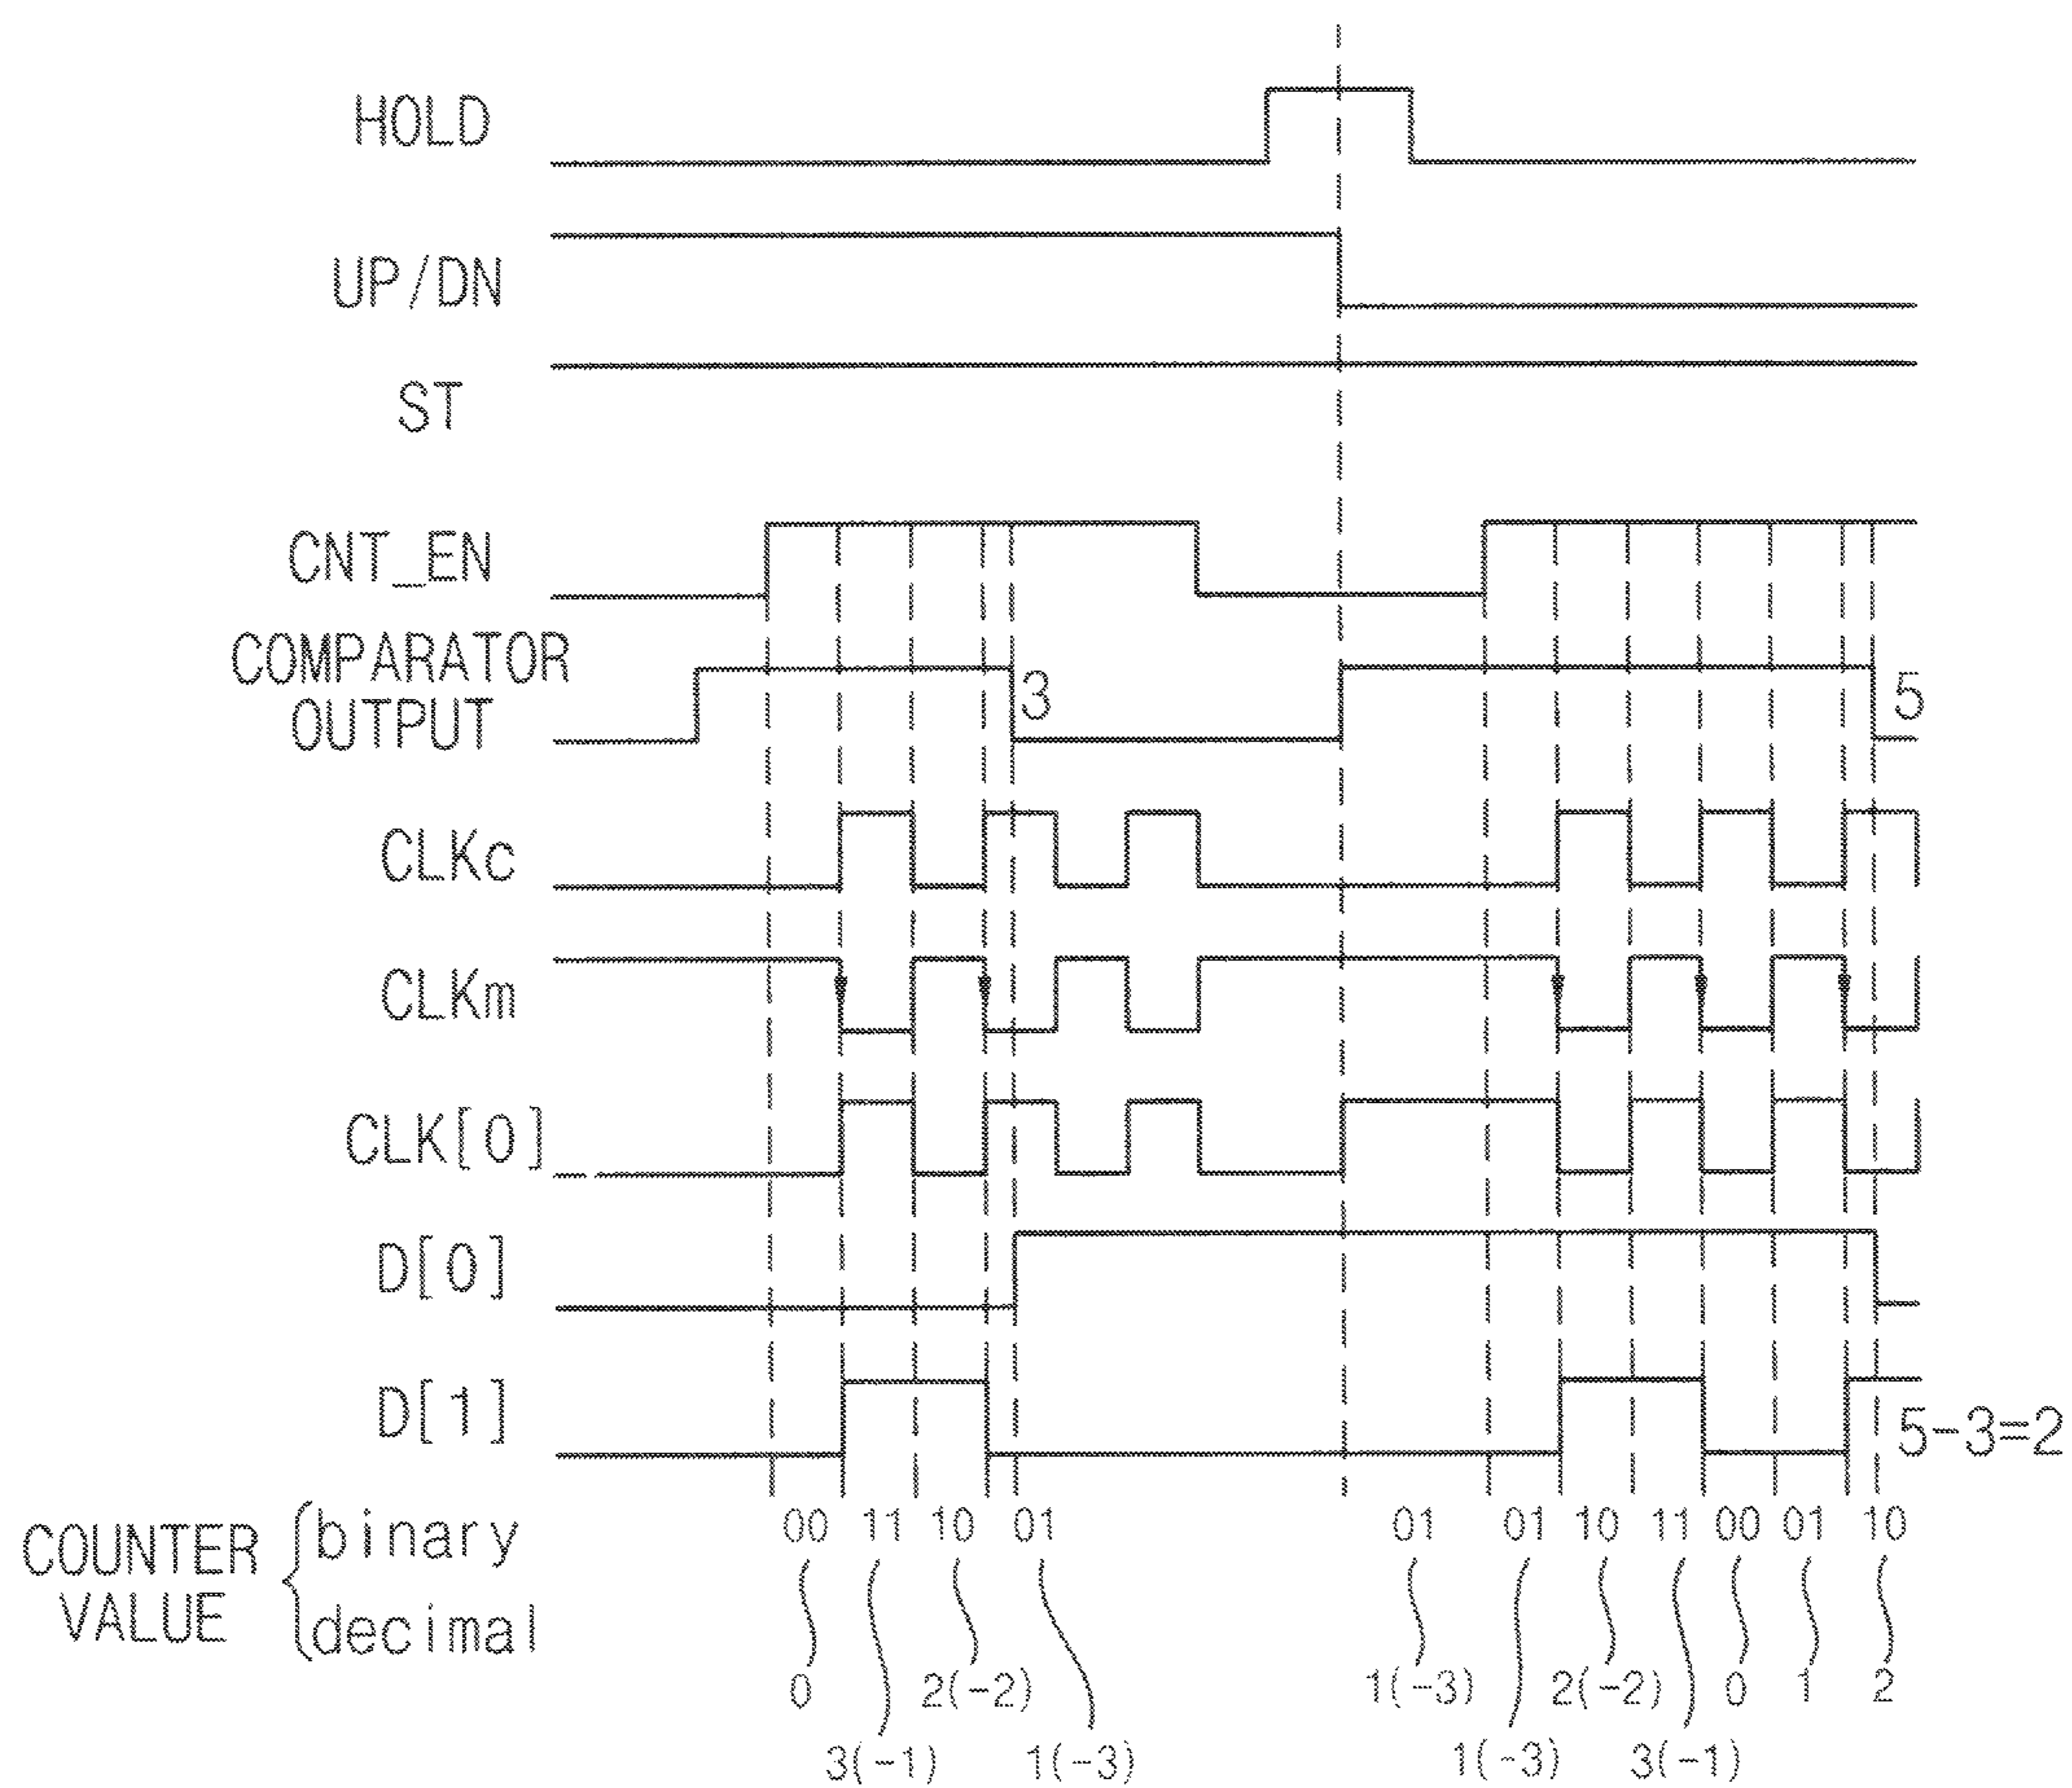 HOLD
UP/DN
ST
CNT_EN
COMPARATOR
OUTPUT
3
5
CLKc
CLKm
CLK[0]
D[0]
D[1]
5-3=2
COUNTER
VALUE
binary
00 11 10 01 01 01 10 11 00 01 10
decimal
0 2(-2) 1(-3) 2(-2) 0 1 2
3(-1) 1(-3) 1(-3) 3(-1)